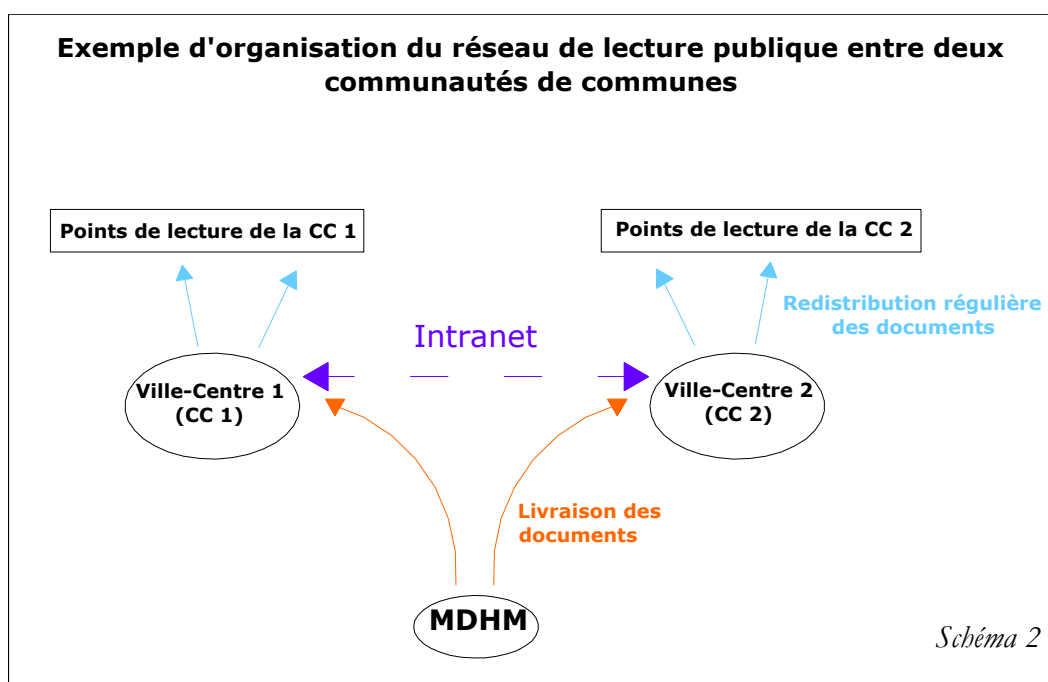 Exemple d'organisation du réseau de lecture publique entre deux
communautés de communes
Points de lecture de la CC 1
Points de lecture de la CC 2
Redistribution régulière
des documents
Intranet
Ville-Centre 1
(CC 1)
Ville-Centre 2
(CC 2)
Livraison des
documents
MDHM
Schéma 2